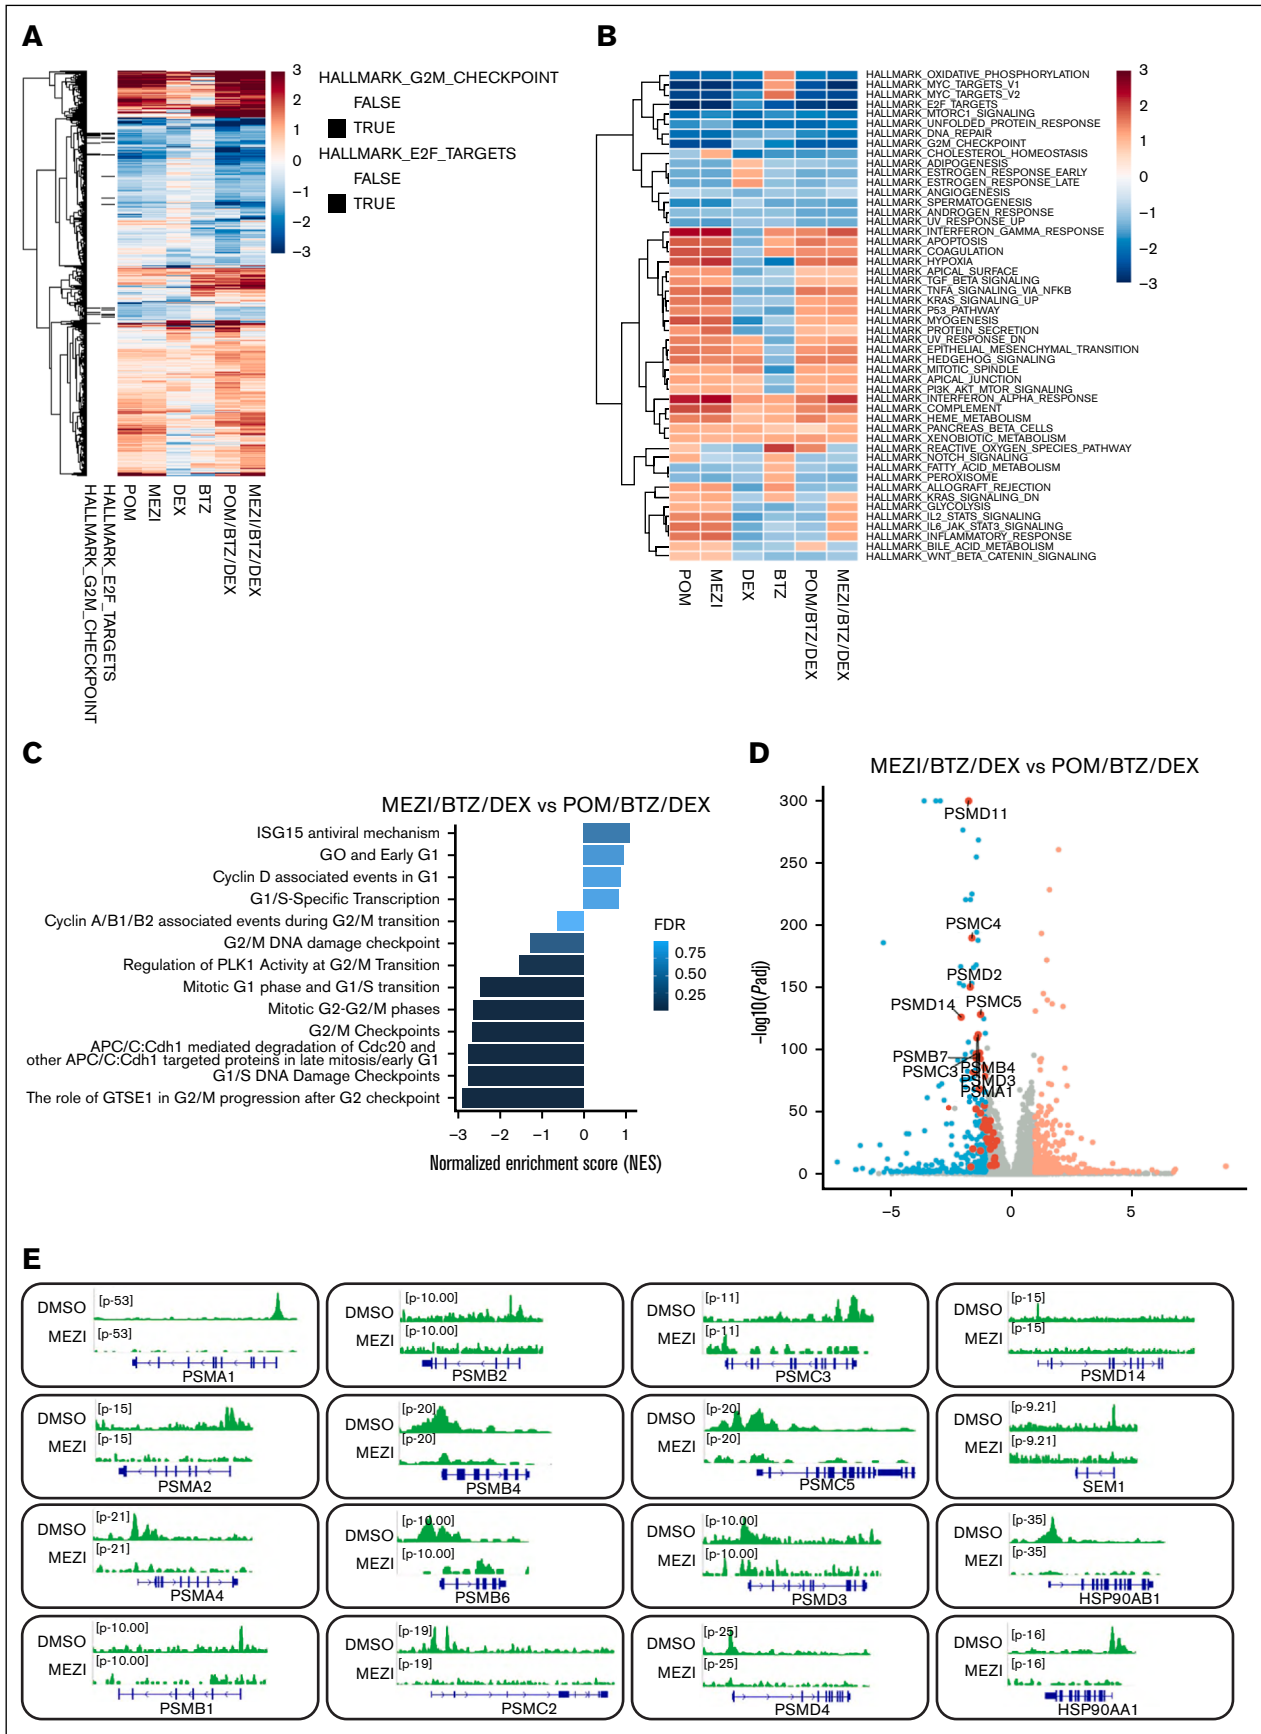 A
3
2
1
0
−1
−2
−3
HALLMARK_G2M_CHECKPOINT
FALSE
TRUE
HALLMARK_E2F_TARGETS
FALSE
TRUE
HALLMARK_G2M_CHECKPOINT
HALLMARK_E2F_TARGETS
POM
MEZI
DEX
BTZ
POM/BTZ/DEX
MEZI/BTZ/DEX
B
HALLMARK_OXIDATIVE_PHOSPHORYLATION
HALLMARK_MYC_TARGETS_V1
HALLMARK_MYC_TARGETS_V2
HALLMARK_E2F_TARGETS
HALLMARK_MTORC1_SIGNALING
HALLMARK_UNFOLDED_PROTEIN_RESPONSE
HALLMARK_DNA_REPAIR
HALLMARK_G2M_CHECKPOINT
HALLMARK_CHOLESTEROL_HOMEOSTASIS
HALLMARK_ADIPOGENESIS
HALLMARK_ESTROGEN_RESPONSE_EARLY
HALLMARK_ESTROGEN_RESPONSE_LATE
HALLMARK_ANGIOGENESIS
HALLMARK_SPERMATOGENESIS
HALLMARK_ANDROGEN_RESPONSE
HALLMARK_UV_RESPONSE_UP
HALLMARK_INTERFERON_GAMMA_RESPONSE
HALLMARK_APOPTOSIS
HALLMARK_COAGULATION
HALLMARK_HYPOXIA
HALLMARK_APICAL_SURFACE
HALLMARK_TGF_BETA_SIGNALING
HALLMARK_TNFA_SIGNALING_VIA_NFKB
HALLMARK_KRAS_SIGNALING_UP
HALLMARK_P53_PATHWAY
HALLMARK_MYOGENESIS
HALLMARK_PROTEIN_SECRETION
HALLMARK_UV_RESPONSE_DN
HALLMARK_EPITHELIAL_MESENCHYMAL_TRANSITION
HALLMARK_HEDGEHOG_SIGNALING
HALLMARK_MITOTIC_SPINDLE
HALLMARK_APICAL_JUNCTION
HALLMARK_PI3K_AKT_MTOR_SIGNALING
HALLMARK_INTERFERON_ALPHA_RESPONSE
HALLMARK_COMPLEMENT
HALLMARK_HEME_METABOLISM
HALLMARK_PANCREAS_BETA_CELLS
HALLMARK_XENOBIOTIC_METABOLISM
HALLMARK_REACTIVE_OXYGEN_SPECIES_PATHWAY
HALLMARK_NOTCH_SIGNALING
HALLMARK_FATTY_ACID_METABOLISM
HALLMARK_PEROXISOME
HALLMARK_ALLOGRAFT_REJECTION
HALLMARK_KRAS_SIGNALING_DN
HALLMARK_GLYCOLYSIS
HALLMARK_IL2_STAT5_SIGNALING
HALLMARK_IL6_JAK_STAT3_SIGNALING
HALLMARK_INFLAMMATORY_RESPONSE
HALLMARK_BILE_ACID_METABOLISM
HALLMARK_WNT_BETA_CATENIN_SIGNALING
3
2
1
0
−1
−2
−3
POM
MEZI
DEX
BTZ
POM/BTZ/DEX
MEZI/BTZ/DEX
C
MEZI/BTZ/DEX vs POM/BTZ/DEX
ISG15 antiviral mechanism
GO and Early G1
Cyclin D associated events in G1
G1/S-Specific Transcription
Cyclin A/B1/B2 associated events during G2/M transition
G2/M DNA damage checkpoint
Regulation of PLK1 Activity at G2/M Transition
Mitotic G1 phase and G1/S transition
Mitotic G2-G2/M phases
G2/M Checkpoints
APC/C:Cdh1 mediated degradation of Cdc20 and
other APC/C:Cdh1 targeted proteins in late mitosis/early G1
G1/S DNA Damage Checkpoints
The role of GTSE1 in G2/M progression after G2 checkpoint
−3 −2 −1 0 1
Normalized enrichment score (NES)
FDR
0.75
0.50
0.25
D
MEZI/BTZ/DEX vs POM/BTZ/DEX
−log10(Padj)
300
250
200
150
100
50
0
−5 0 5
PSMD11
PSMC4
PSMD2
PSMD14
PSMC5
PSMB7
PSMC3
PSMB4
PSMD3
PSMA1
E
DMSO [p-53]
MEZI [p-53]
PSMA1
DMSO [p-10.00]
MEZI [p-10.00]
PSMB2
DMSO [p-11]
MEZI [p-11]
PSMC3
DMSO [p-15]
MEZI [p-15]
PSMD14
DMSO [p-15]
MEZI [p-15]
PSMA2
DMSO [p-20]
MEZI [p-20]
PSMB4
DMSO [p-20]
MEZI [p-20]
PSMC5
DMSO [p-9.21]
MEZI [p-9.21]
SEM1
DMSO [p-21]
MEZI [p-21]
PSMA4
DMSO [p-10.00]
MEZI [p-10.00]
PSMB6
DMSO [p-10.00]
MEZI [p-10.00]
PSMD3
DMSO [p-35]
MEZI [p-35]
HSP90AB1
DMSO [p-10.00]
MEZI [p-10.00]
PSMB1
DMSO [p-19]
MEZI [p-19]
PSMC2
DMSO [p-25]
MEZI [p-25]
PSMD4
DMSO [p-16]
MEZI [p-16]
HSP90AA1